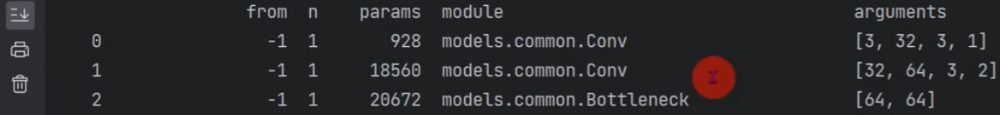 from n params module arguments
0 -1 1 928 models.common.Conv [3, 32, 3, 1]
1 -1 1 18560 models.common.Conv [32, 64, 3, 2]
2 -1 1 20672 models.common.Bottleneck [64, 64]